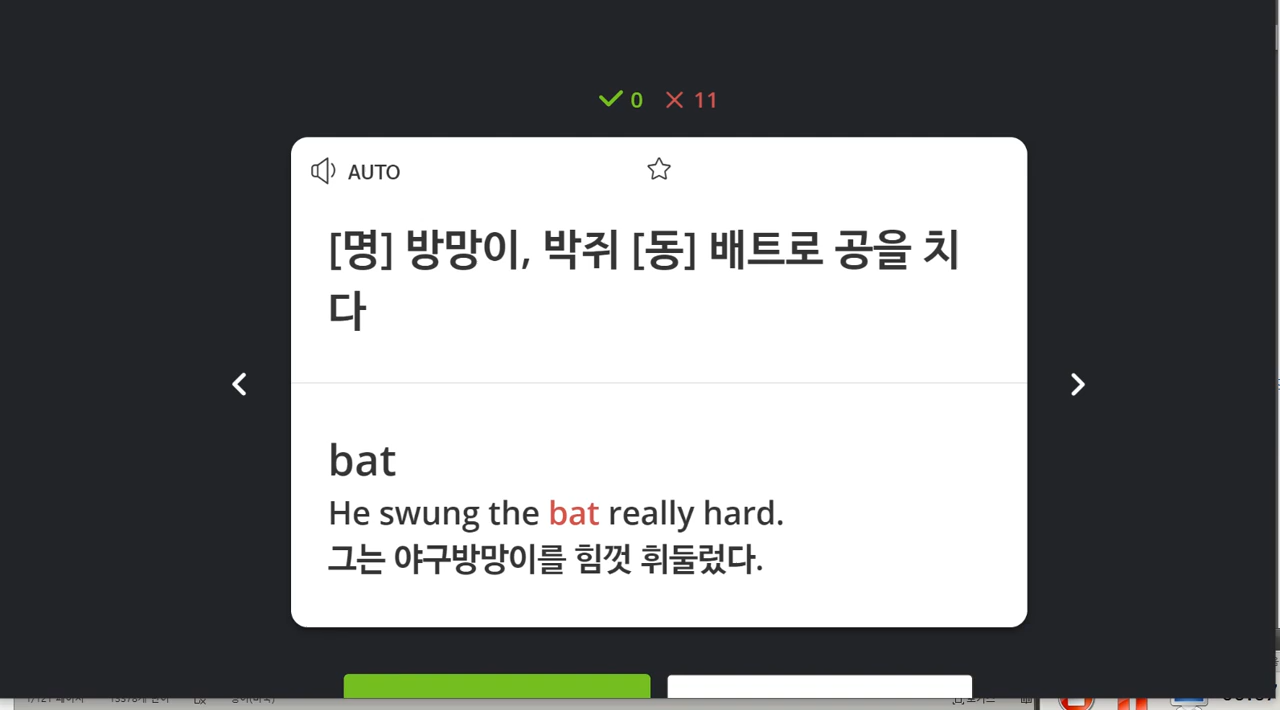 0 11
AUTO
[명] 방망이, 박쥐 [동] 배트로 공을 치
다
bat
He swung the bat really hard.
그는 야구방망이를 힘껏 휘둘렀다.